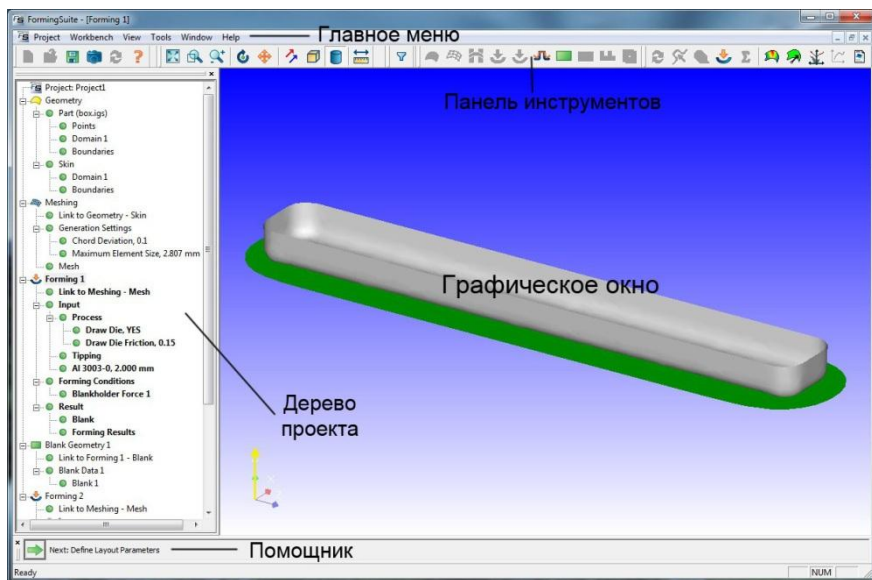 FormingSuite - [Forming 1]
Project Workbench View Tools Window Help
Главное меню
Панель инструментов
Project: Project1
Geometry
Part (box.igs)
Points
Domain 1
Boundaries
Skin
Domain 1
Boundaries
Meshing
Link to Geometry - Skin
Generation Settings
Chord Deviation, 0.1
Maximum Element Size, 2.807 mm
Mesh
Forming 1
Link to Meshing - Mesh
Input
Process
Draw Die, YES
Draw Die Friction, 0.15
Tipping
Al 3003-0, 2.000 mm
Forming Conditions
Blankholder Force 1
Result
Blank
Forming Results
Blank Geometry 1
Link to Forming 1 - Blank
Blank Data 1
Blank 1
Forming 2
Link to Meshing - Mesh
Графическое окно
Дерево
проекта
Next: Define Layout Parameters
Помощник
Ready
NUM